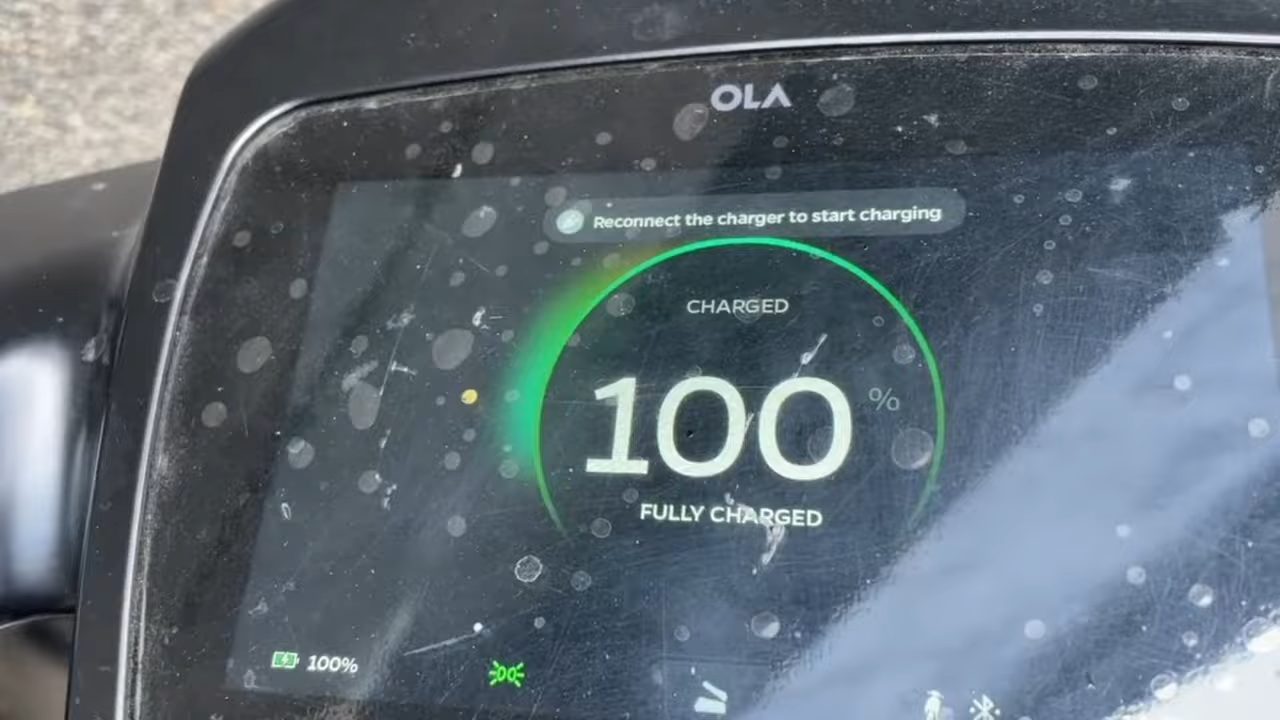 OLA
Reconnect the charger to start charging
CHARGED
100 %
FULLY CHARGED
100%